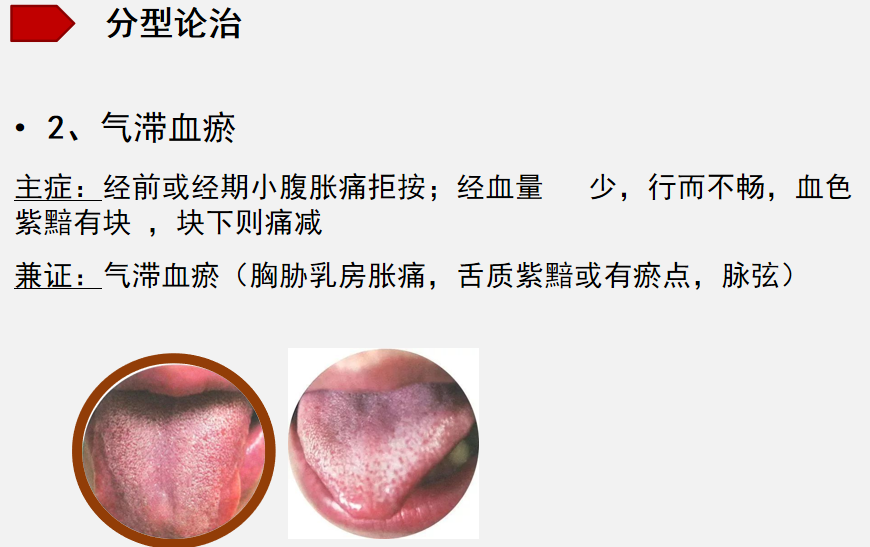 分型论治
• 2、气滞血瘀
主症：经前或经期小腹胀痛拒按；经血量 少，行而不畅，血色
紫黯有块 ，块下则痛减
兼证：气滞血瘀（胸胁乳房胀痛，舌质紫黯或有瘀点，脉弦）